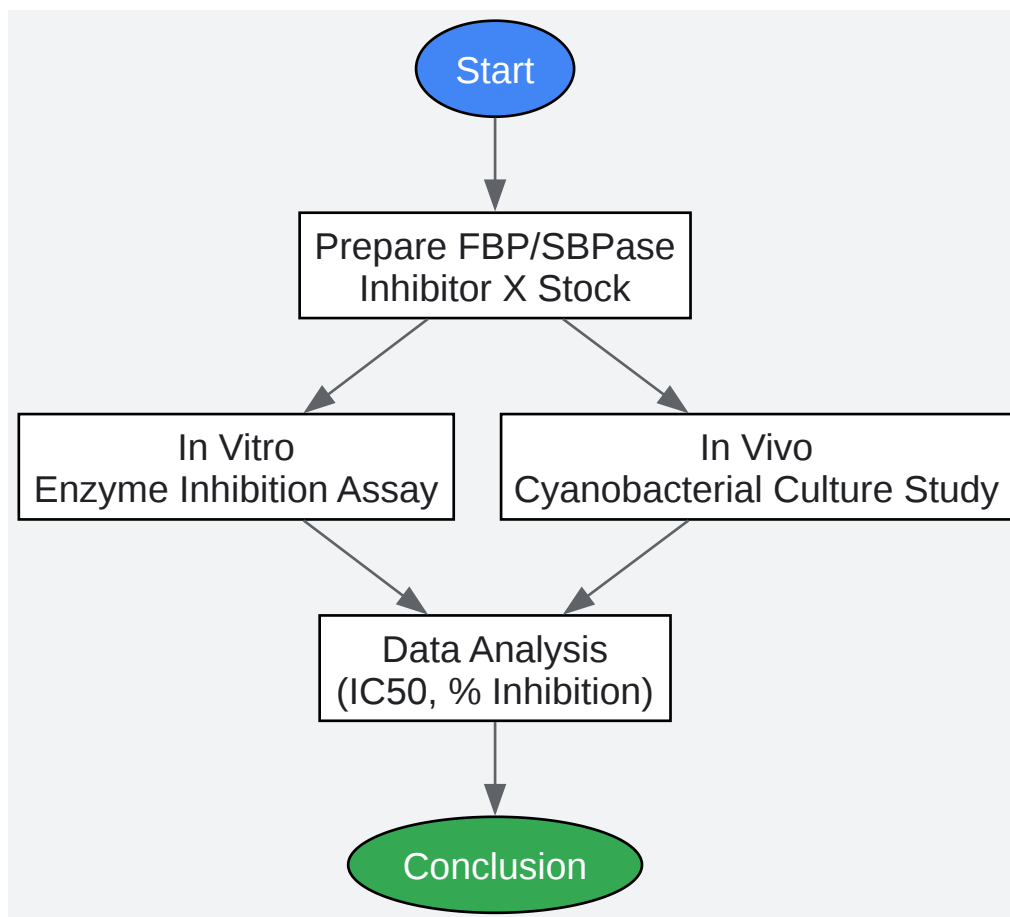 Start
Prepare FBP/SBPase
Inhibitor X Stock
In Vitro
Enzyme Inhibition Assay
In Vivo
Cyanobacterial Culture Study
Data Analysis
(IC50, % Inhibition)
Conclusion